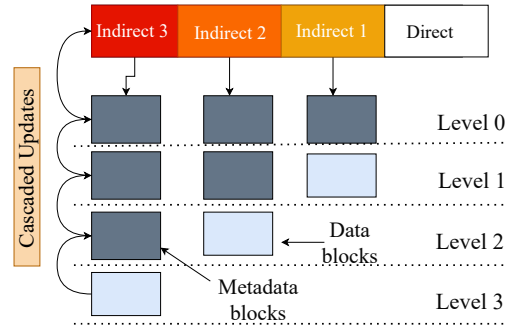 Indirect 3
Indirect 2
Indirect 1
Direct
Cascaded Updates
Level 0
Level 1
Level 2
Data
blocks
Metadata
blocks
Level 3